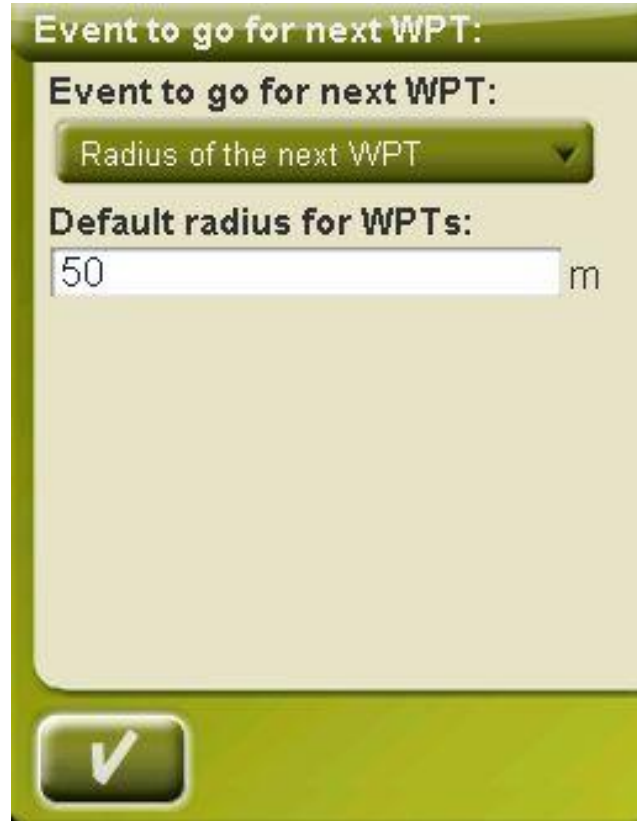 Event to go for next WPT:
Event to go for next WPT:
Radius of the next WPT
Default radius for WPTs:
50 m